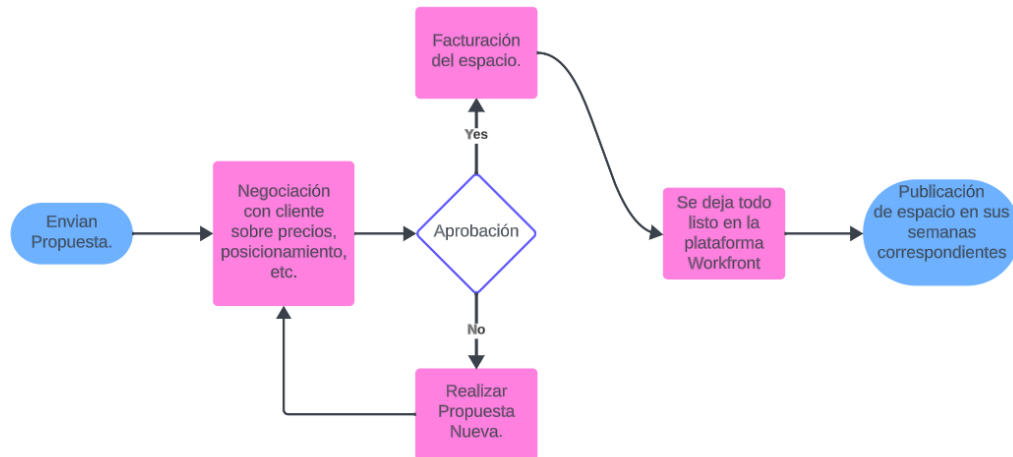 Envian
Propuesta.
Negociación
con cliente
sobre precios,
posicionamiento,
etc.
Aprobación
Yes
Facturación
del espacio.
No
Realizar
Propuesta
Nueva.
Se deja todo
listo en la
plataforma
Workfront
Publicación
de espacio en sus
semanas
correspondientes